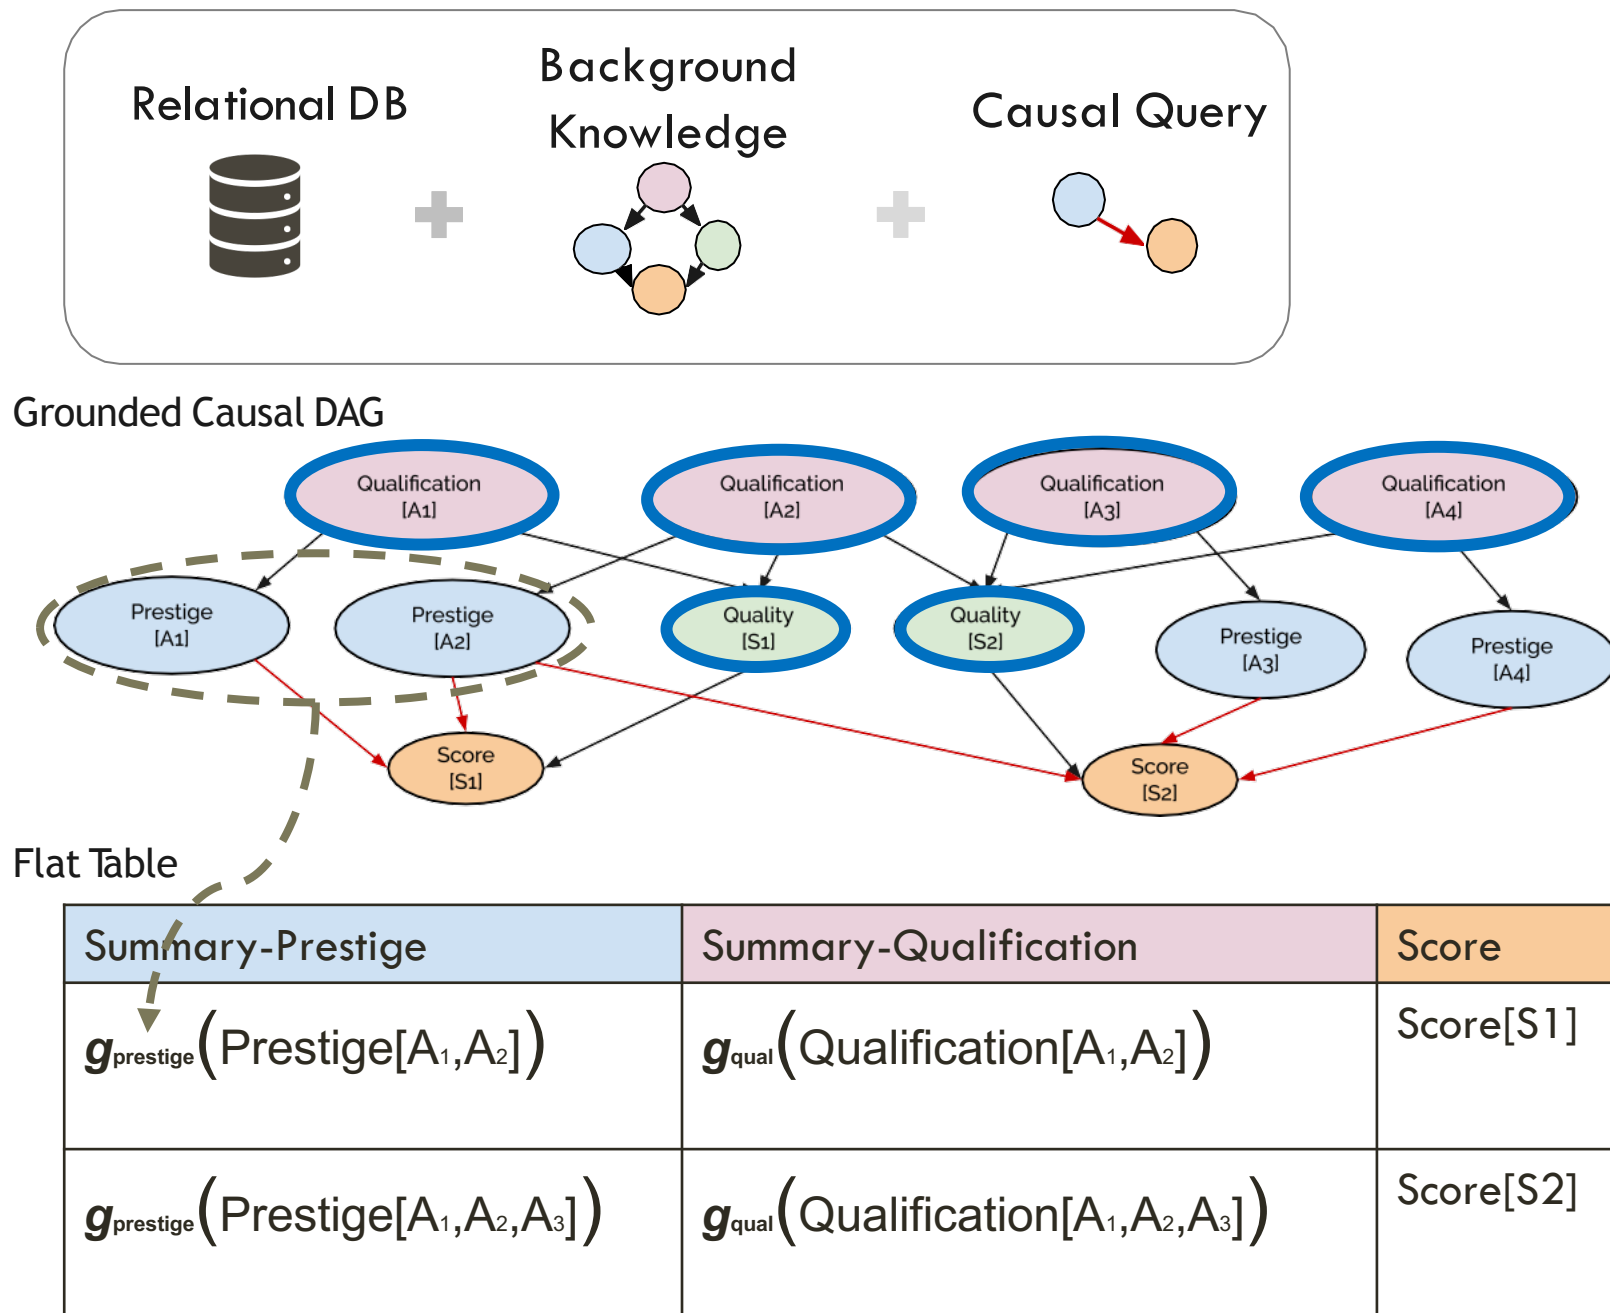 Relational DB
Background
Knowledge
Causal Query
Grounded Causal DAG
Qualification
[A1]
Qualification
[A2]
Qualification
[A3]
Qualification
[A4]
Prestige
[A1]
Prestige
[A2]
Quality
[S1]
Quality
[S2]
Prestige
[A3]
Prestige
[A4]
Score
[S1]
Score
[S2]
Flat Table
Summary-Prestige
Summary-Qualification
Score
gprestige(Prestige[A1,A2])
gqual(Qualification[A1,A2])
Score[S1]
gprestige(Prestige[A1,A2,A3])
gqual(Qualification[A1,A2,A3])
Score[S2]